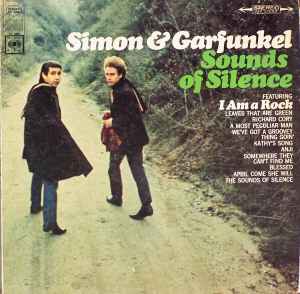 Simon & Garfunkel
Sounds
of Silence
FEATURING
I Am a Rock
LEAVES THAT ARE GREEN
RICHARD CORY
A MOST PECULIAR MAN
WE'VE GOT A GROOVEY
THING GOIN'
KATHY'S SONG
ANJI
SOMEWHERE THEY
CAN'T FIND ME
BLESSED
APRIL COME SHE WILL
THE SOUNDS OF SILENCE